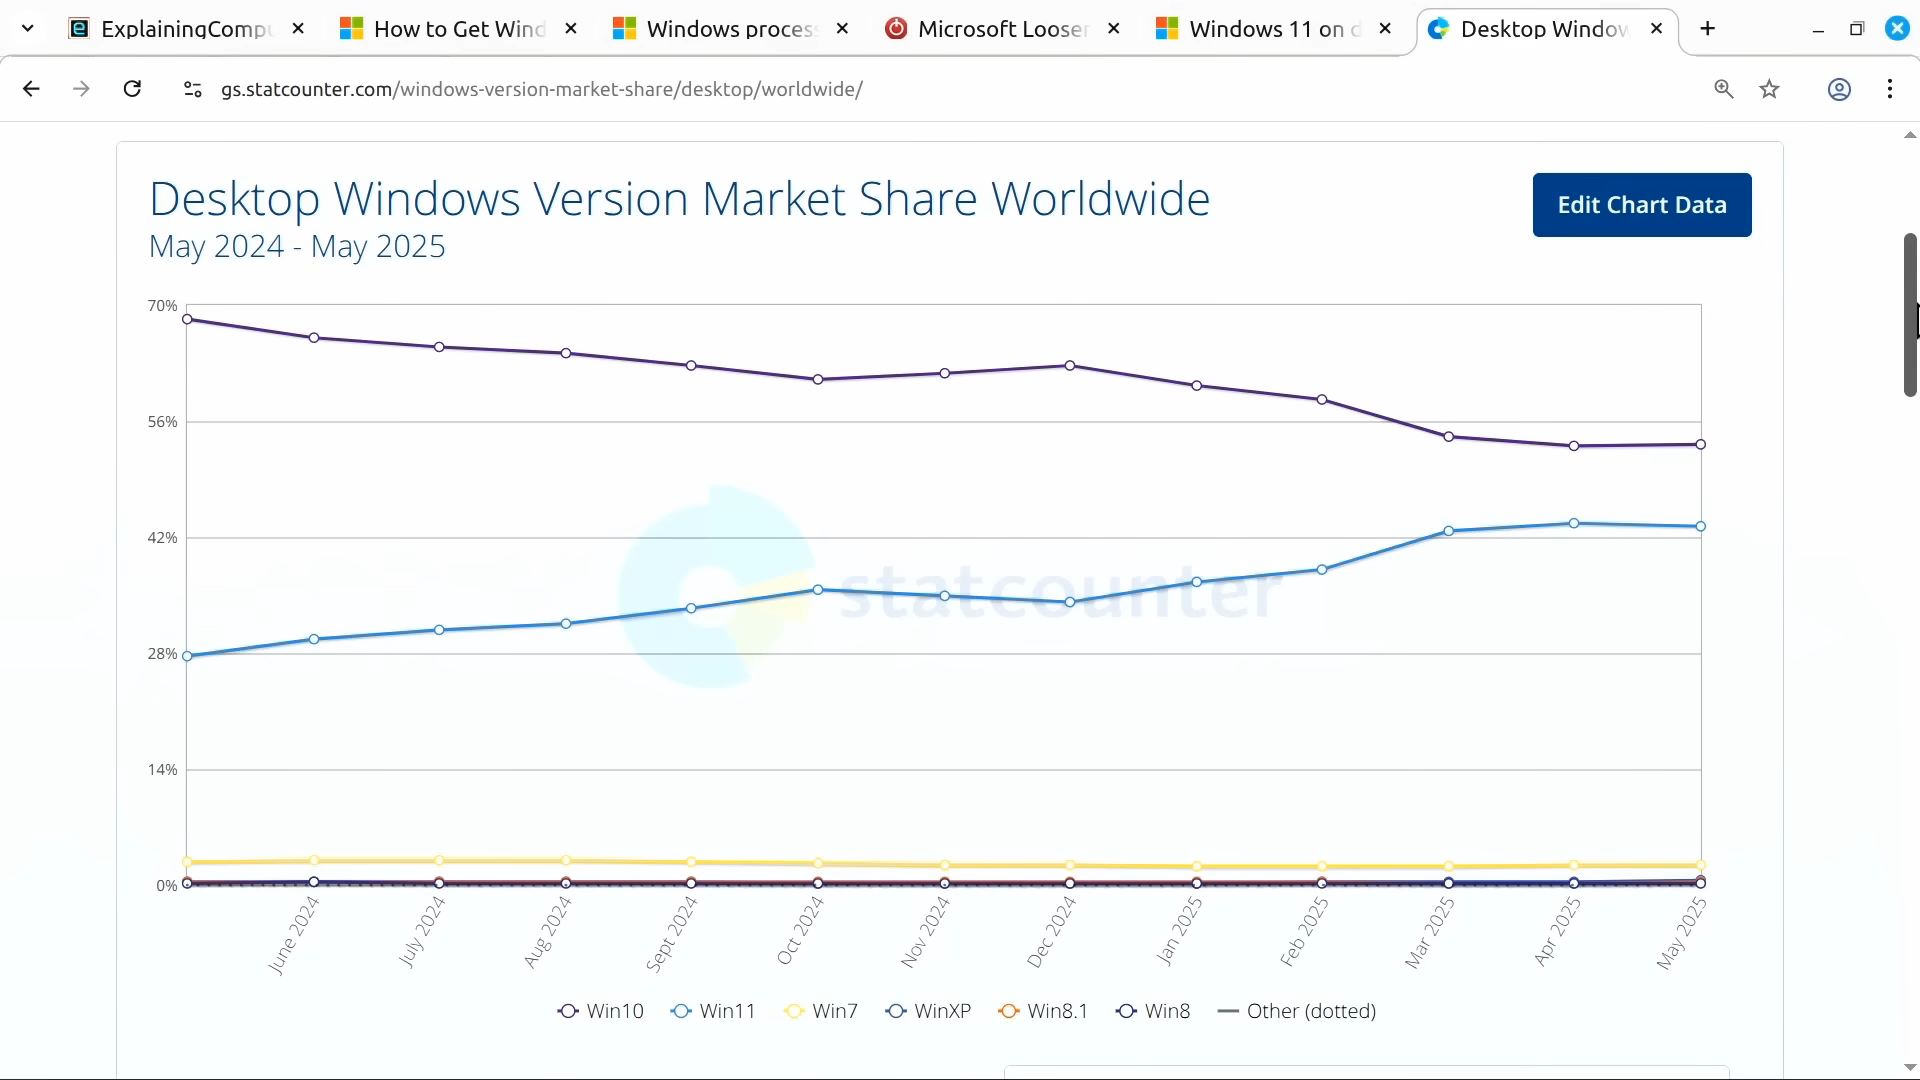 ExplainingCompu
How to Get Wind
Windows process
Microsoft Looser
Windows 11 on d
Desktop Window
gs.statcounter.com/windows-version-market-share/desktop/worldwide/
Desktop Windows Version Market Share Worldwide
May 2024 - May 2025
Edit Chart Data
70%
56%
42%
28%
14%
0%
statcounter
June 2024
July 2024
Aug 2024
Sept 2024
Oct 2024
Nov 2024
Dec 2024
Jan 2025
Feb 2025
Mar 2025
Apr 2025
May 2025
Win10
Win11
Win7
WinXP
Win8.1
Win8
Other (dotted)